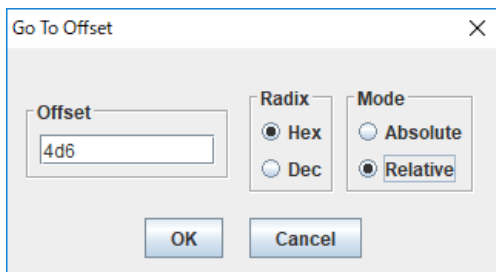 Go To Offset
Offset
4d6
Radix
Hex
Dec
Mode
Absolute
Relative
OK
Cancel